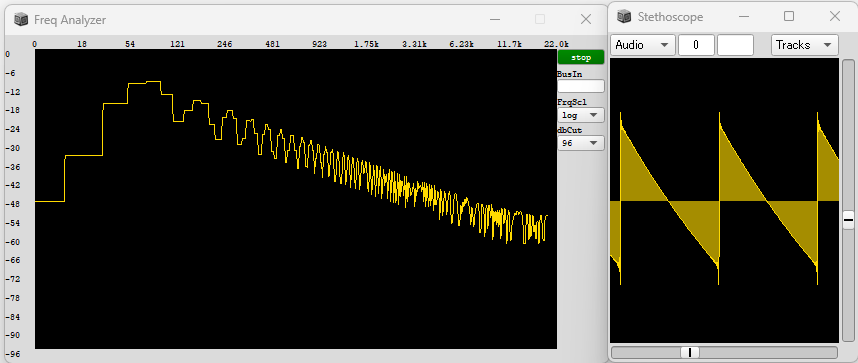 Freq Analyzer
0 18 54 121 246 481 923 1.75k 3.31k 6.23k 11.7k 22.0k
0
-6
-12
-18
-24
-30
-36
-42
-48
-54
-60
-66
-72
-78
-84
-90
-96
stop
BusIn
FrqScl
log
dbCut
96
Stethoscope
Audio 0 Tracks